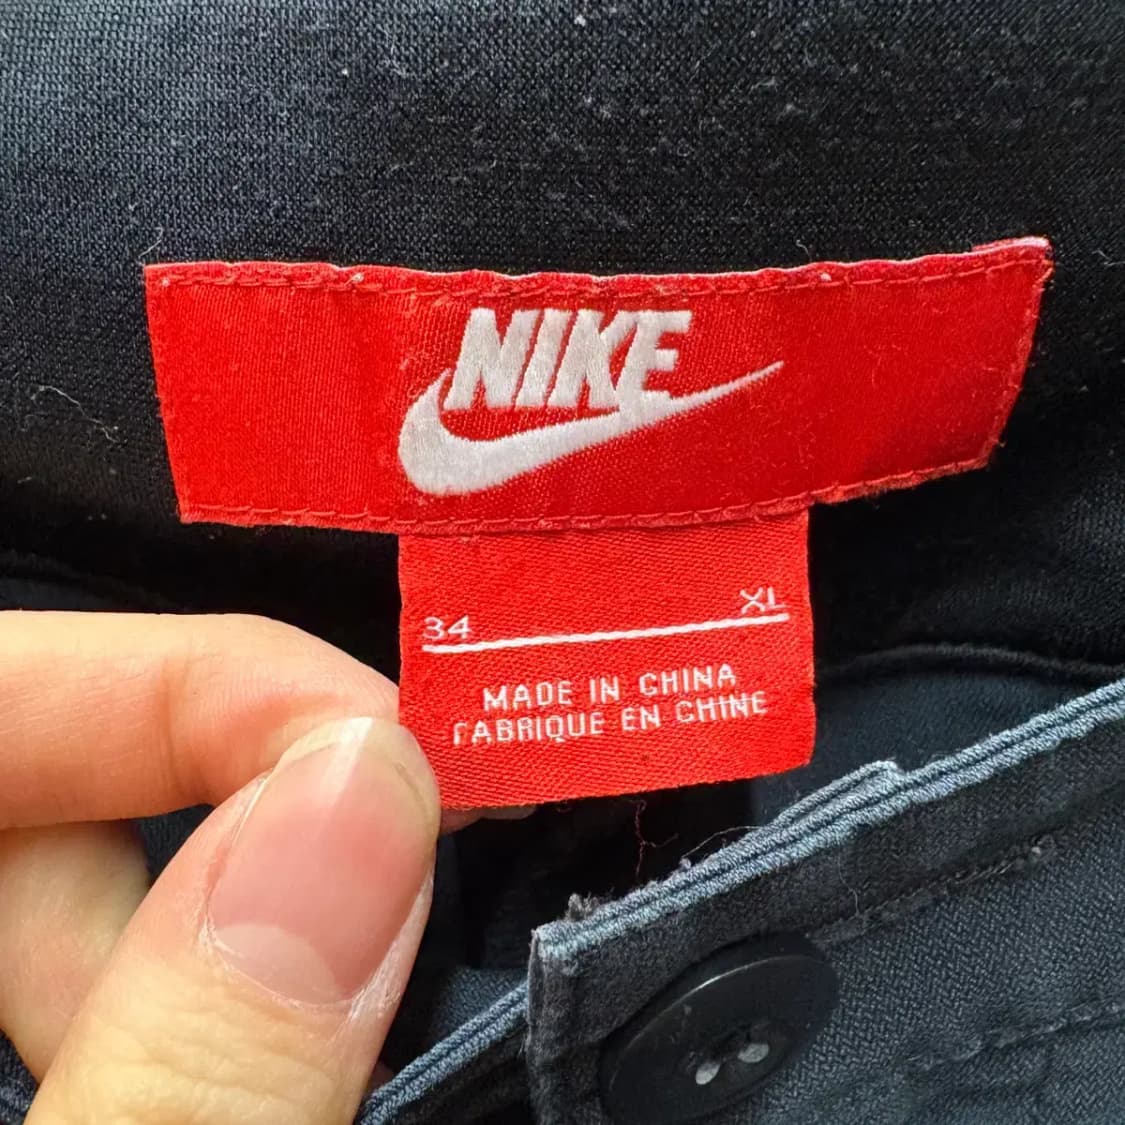 NIKE
34 XL
MADE IN CHINA
FABRIQUE EN CHINE